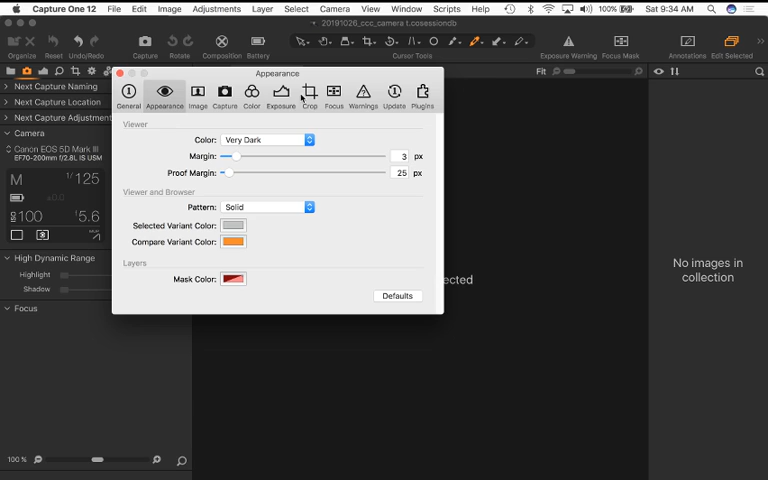 Capture One 12 File Edit Image Adjustments Layer Select Camera View Window Scripts Help 100% Sat 9:34 AM
20191026_ccc_camera t.cosessiondb
Organize Import Undo/Redo Capture Rotate Composition Battery Cursor Tools Exposure Warning Focus Mask Annotations Edit Selected
Fit
Next Capture Naming
Next Capture Location
Next Capture Adjustment
Camera
Canon EOS 5D Mark III
EF70-200mm f/2.8L IS USM
M 1/125
±0.0
ISO 100 5.6
High Dynamic Range
Highlight
Shadow
Focus
100 %
Appearance
General Appearance Image Capture Color Exposure Crop Focus Warnings Update Plugins
Viewer
Color: Very Dark
Margin: 3 px
Proof Margin: 25 px
Viewer and Browser
Pattern: Solid
Selected Variant Color:
Compare Variant Color:
Layers
Mask Color:
Defaults
ected
No images in
collection